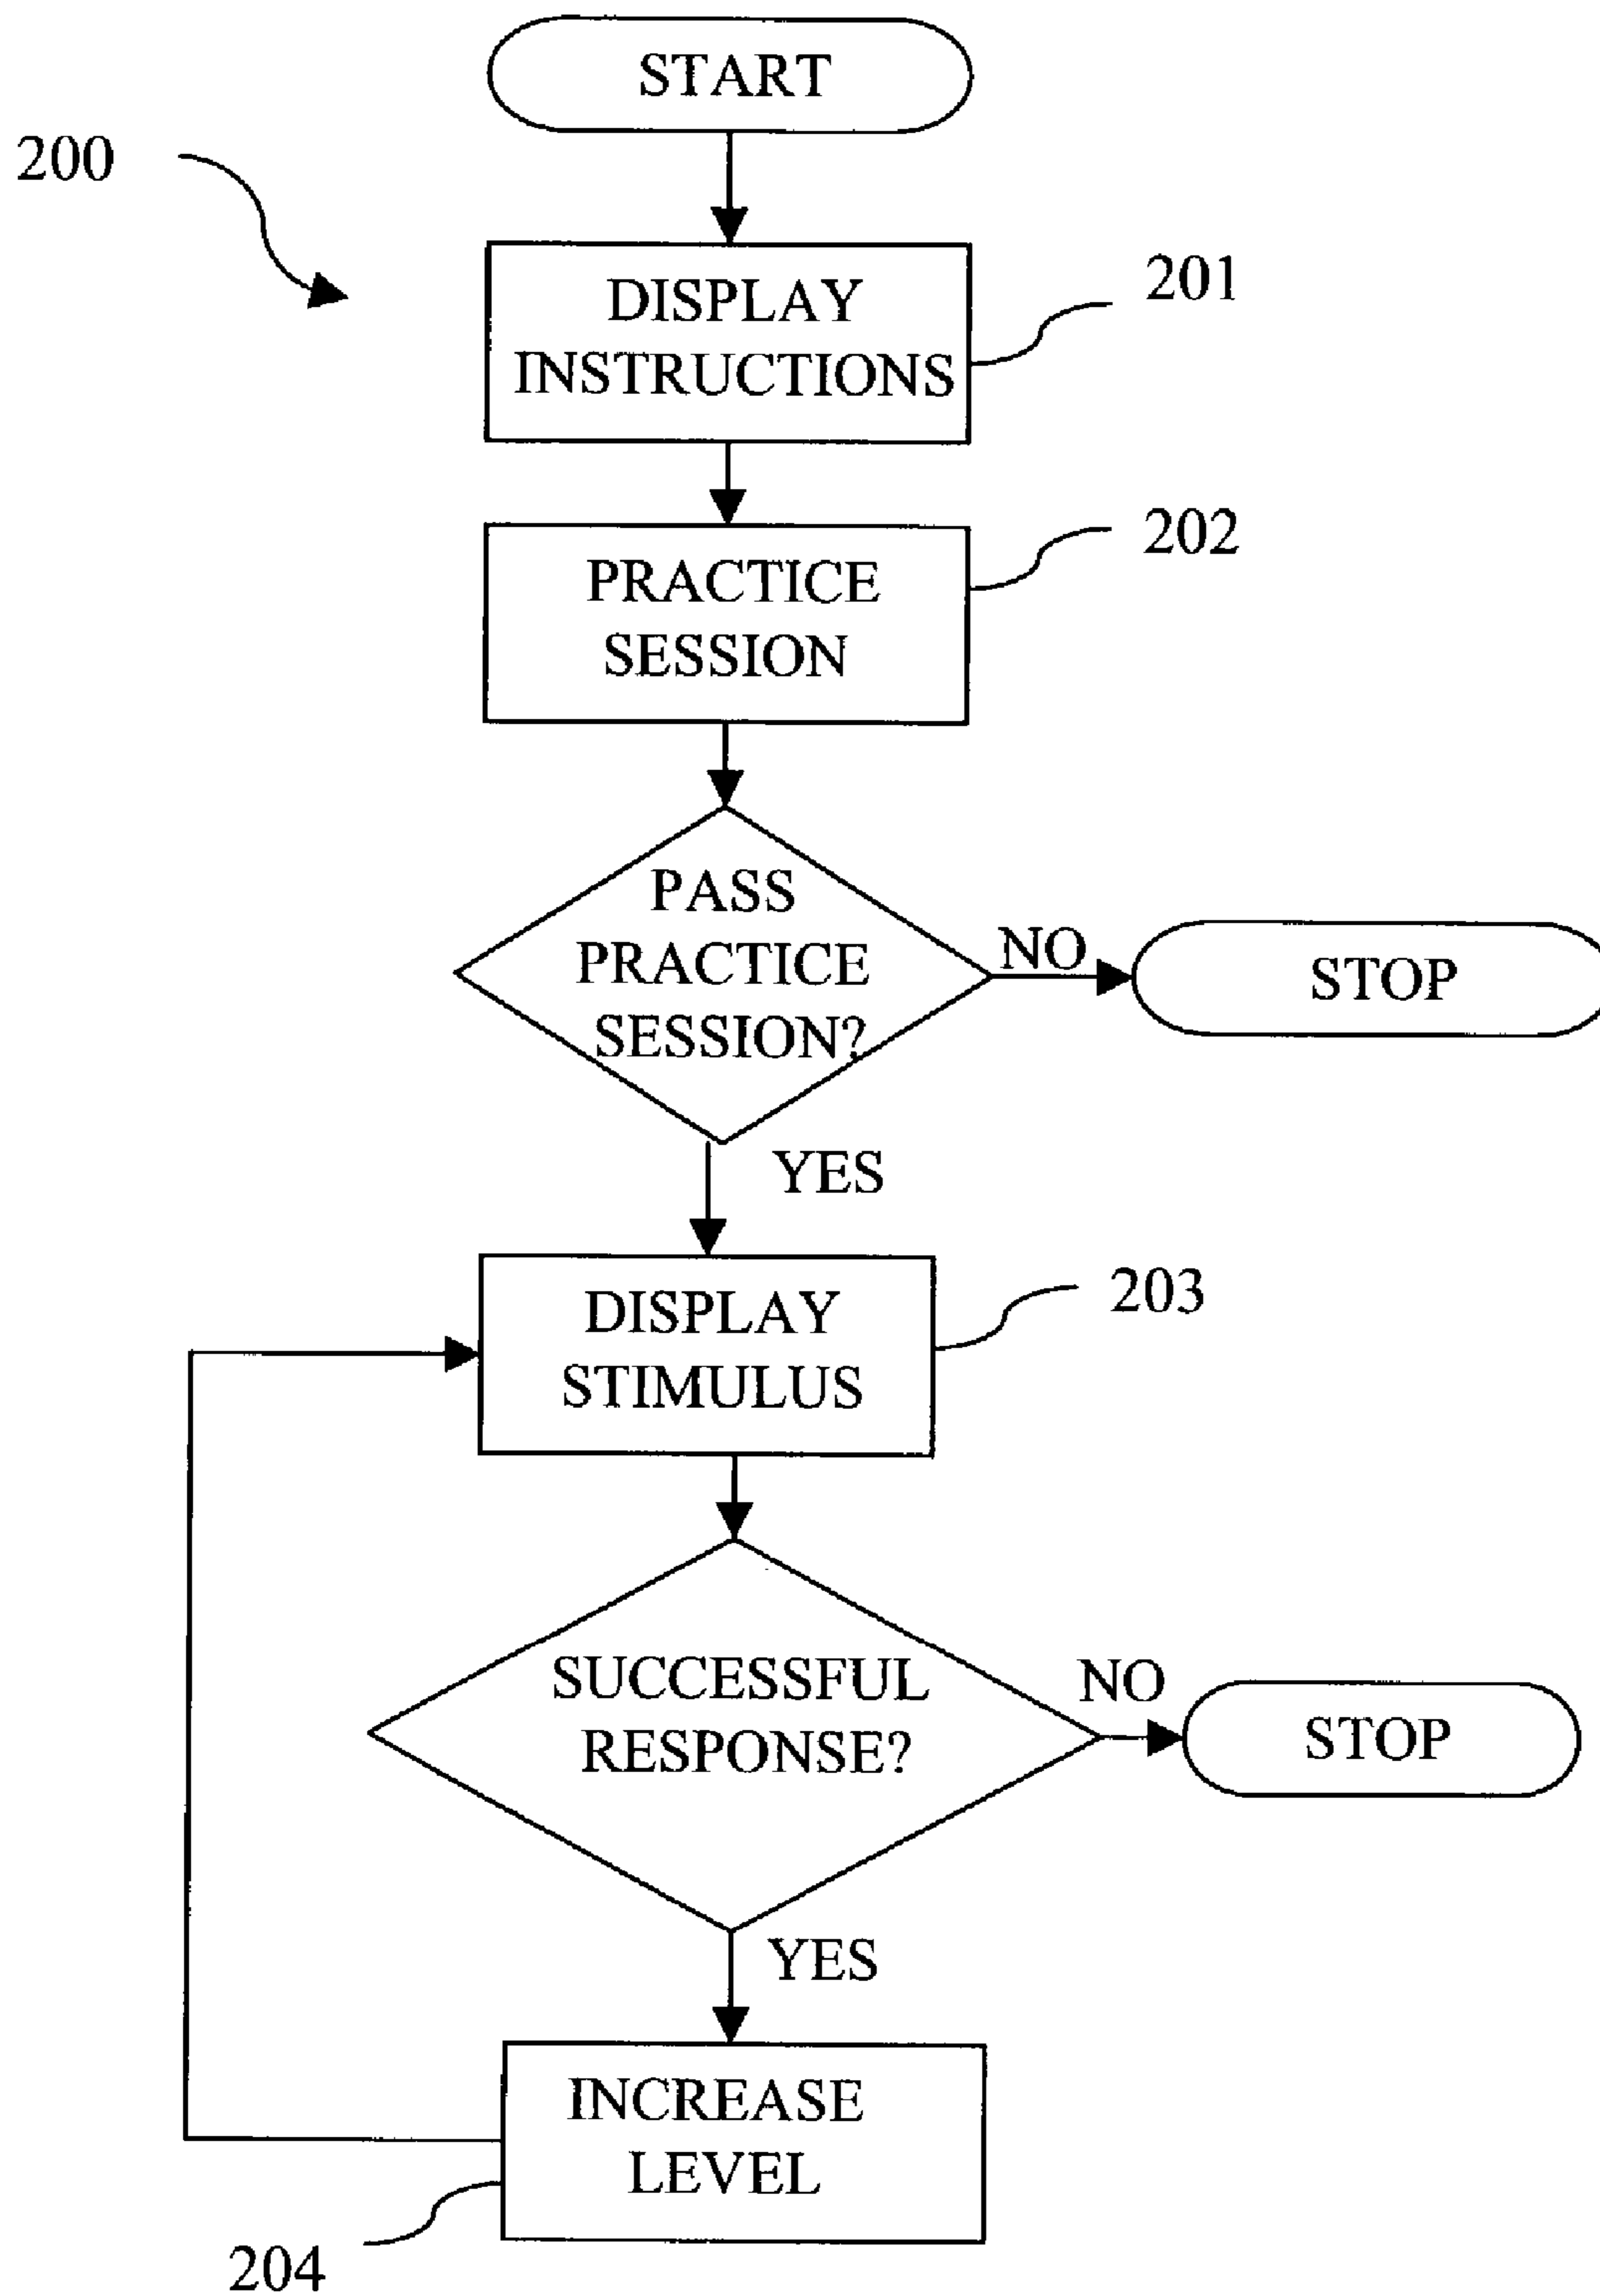 START
200
DISPLAY
INSTRUCTIONS
201
PRACTICE
SESSION
202
PASS
PRACTICE
SESSION?
NO
STOP
YES
DISPLAY
STIMULUS
203
SUCCESSFUL
RESPONSE?
NO
STOP
YES
INCREASE
LEVEL
204